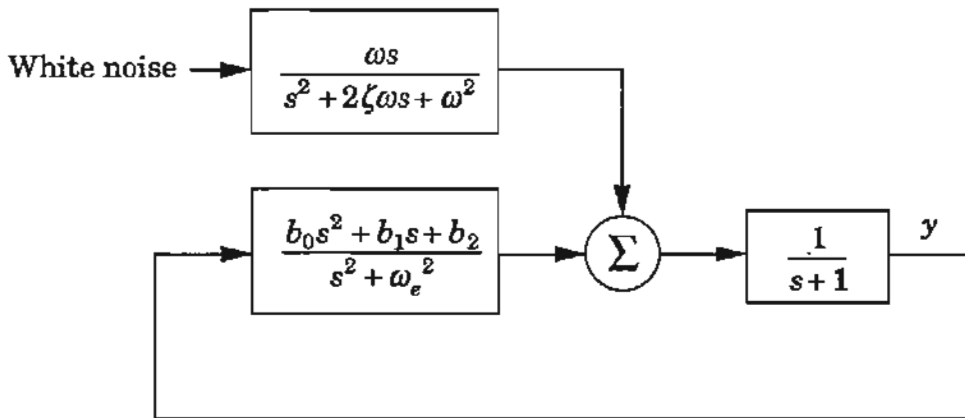 White noise
ωs
s² + 2ζωs + ω²
b₀s² + b₁s + b₂
s² + ωₑ²
Σ
1
s + 1
y